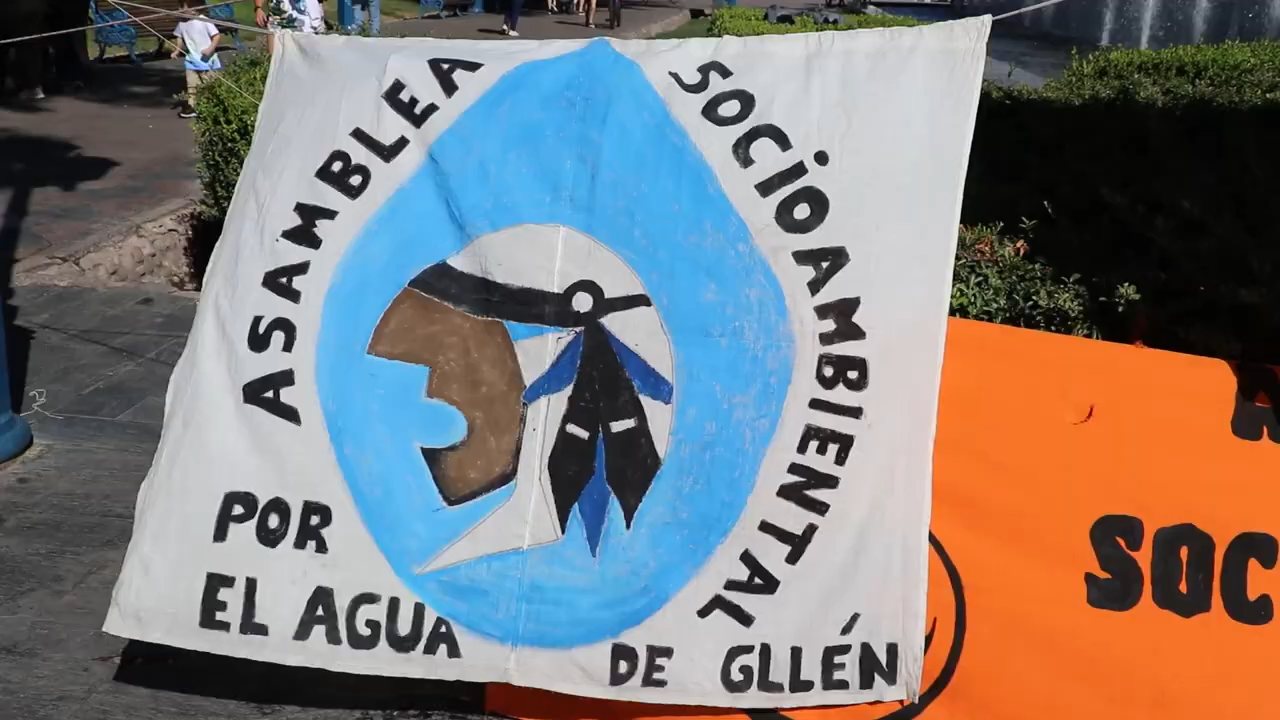 ASAMBLEA
SOCIOAMBIENTAL
POR
EL AGUA
DE GLLÉN
SOC